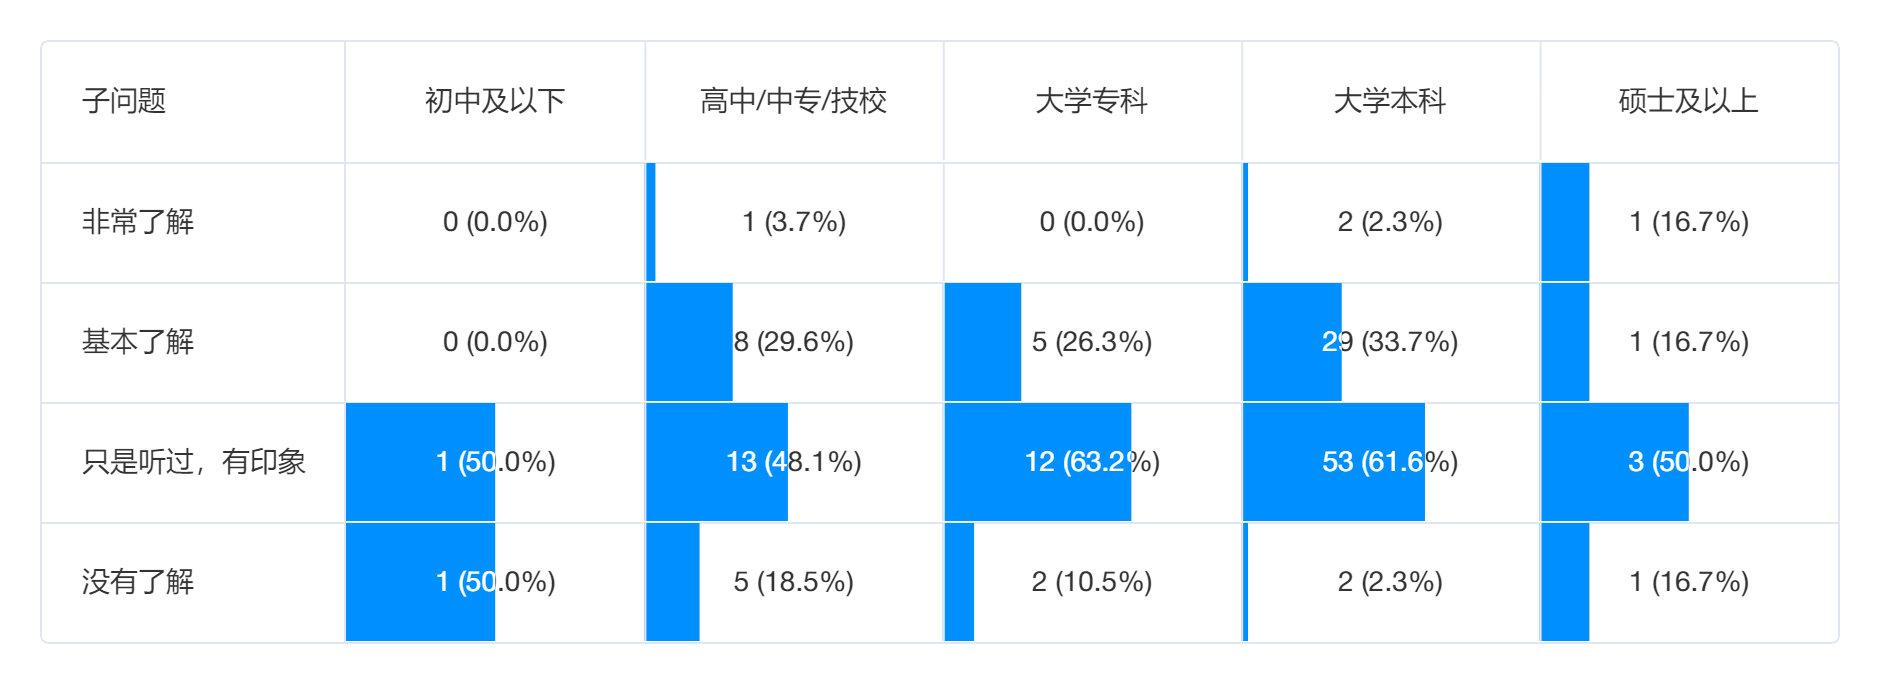 子问题 初中及以下 高中/中专/技校 大学专科 大学本科 硕士及以上
非常了解 0 (0.0%) 1 (3.7%) 0 (0.0%) 2 (2.3%) 1 (16.7%)
基本了解 0 (0.0%) 8 (29.6%) 5 (26.3%) 29 (33.7%) 1 (16.7%)
只是听过，有印象 1 (50.0%) 13 (48.1%) 12 (63.2%) 53 (61.6%) 3 (50.0%)
没有了解 1 (50.0%) 5 (18.5%) 2 (10.5%) 2 (2.3%) 1 (16.7%)